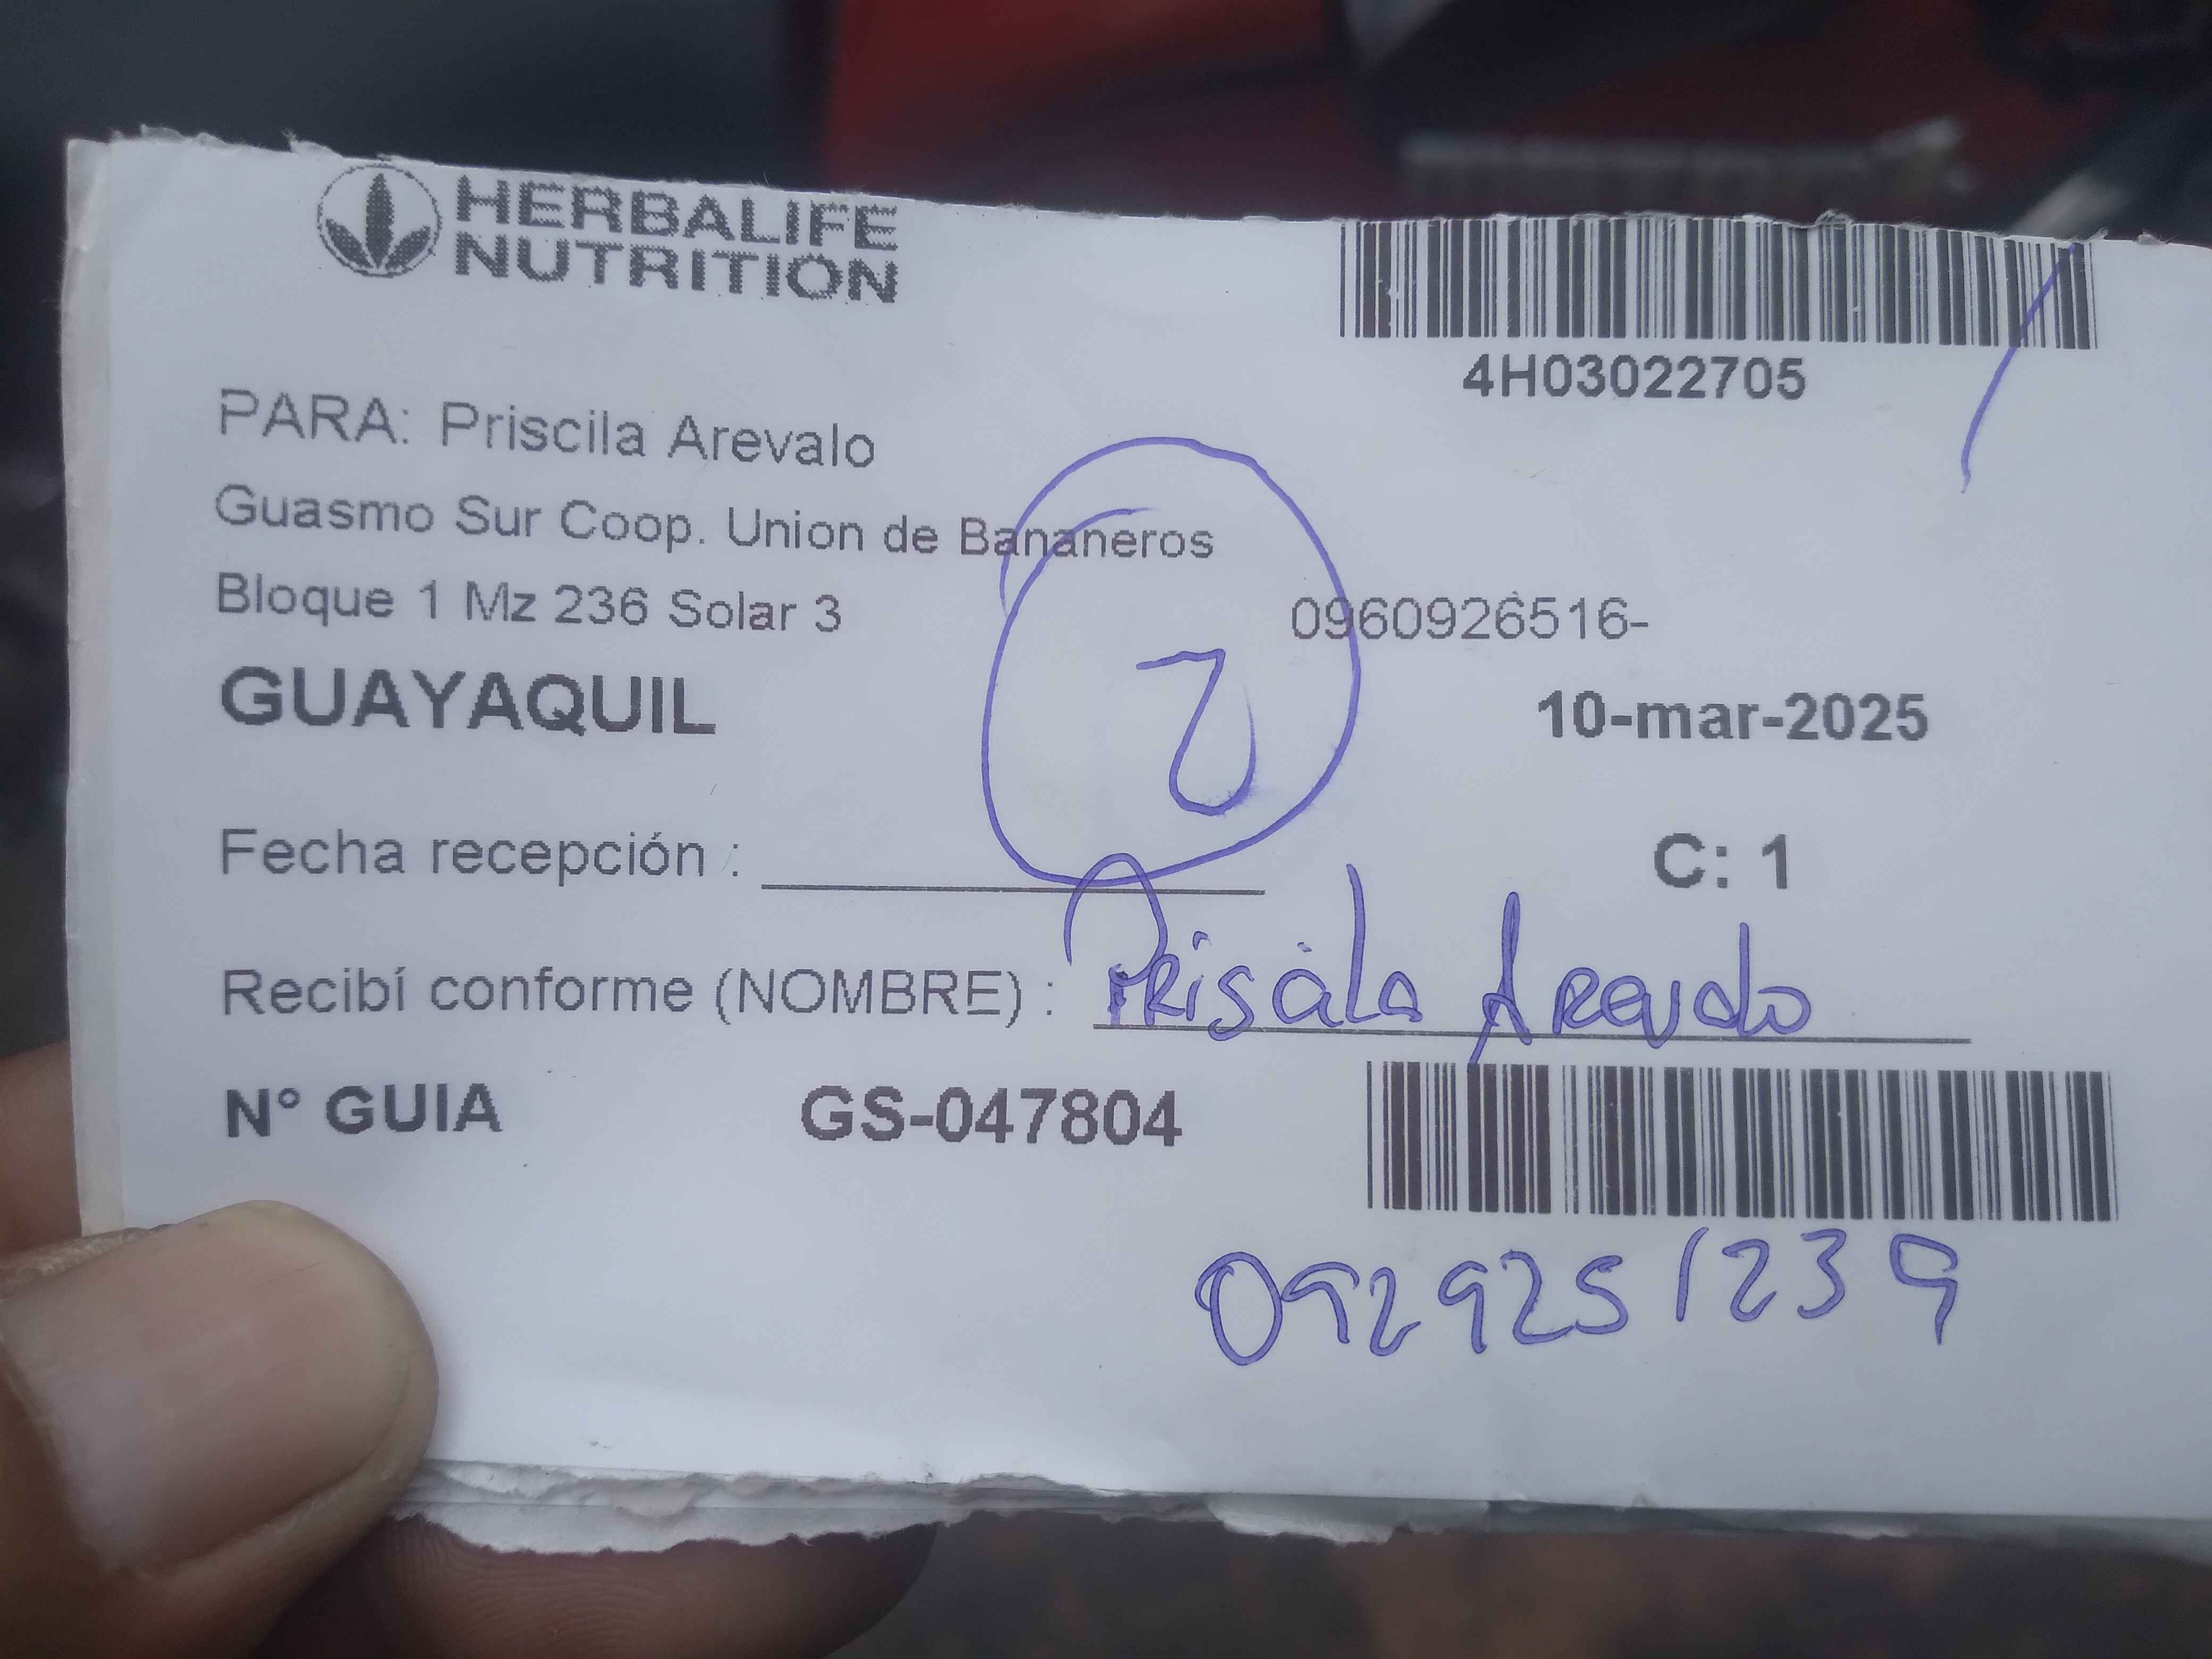 HERBALIFE
NUTRITION
4H03022705
PARA: Priscila Arevalo
Guasmo Sur Coop. Union de Bananeros
Bloque 1 Mz 236 Solar 3
0960926516-
GUAYAQUIL
2
10-mar-2025
Fecha recepción :
C: 1
Recibí conforme (NOMBRE) : Priscila Arevalo
N° GUIA GS-047804
0929251239